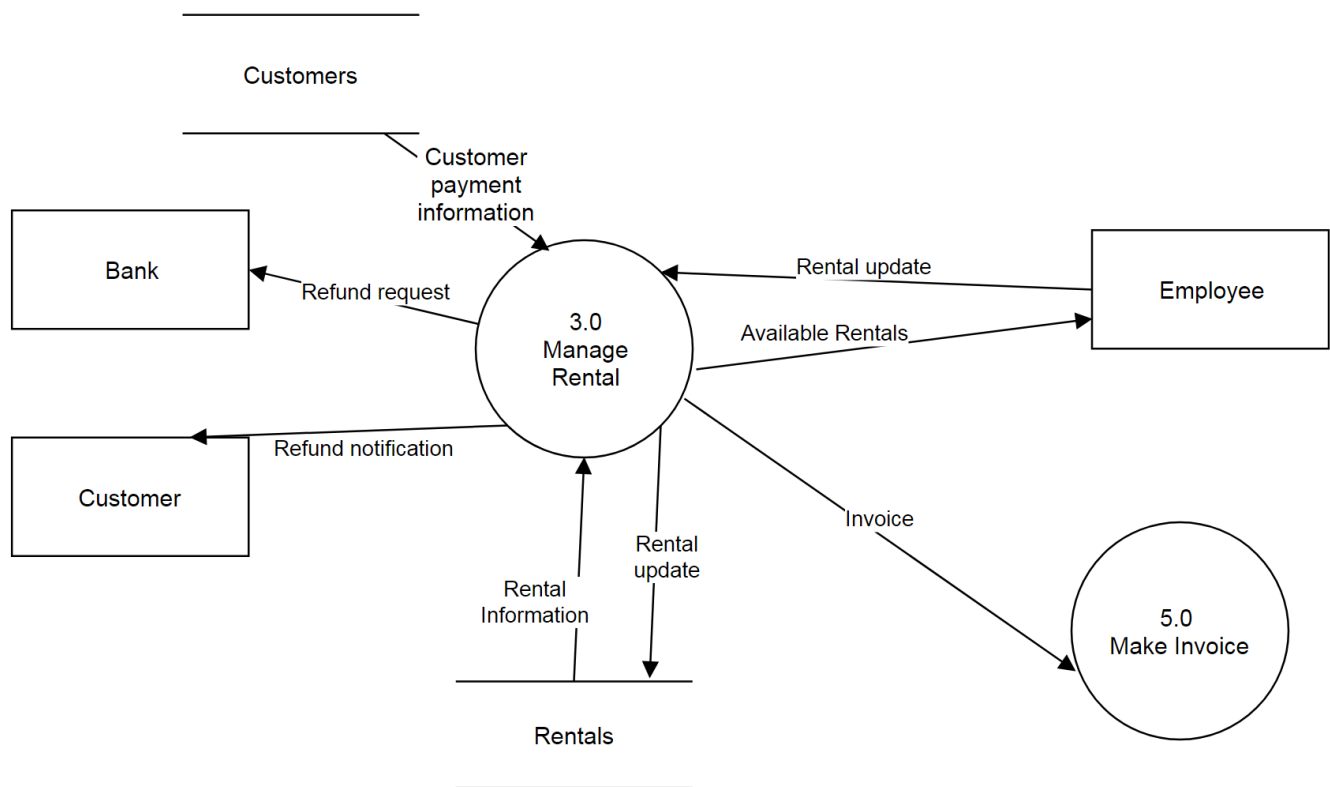 Customers
Customer
payment
information
Bank
Refund request
3.0
Manage
Rental
Rental update
Employee
Available Rentals
Refund notification
Customer
Invoice
Rental
update
Rental
Information
5.0
Make Invoice
Rentals